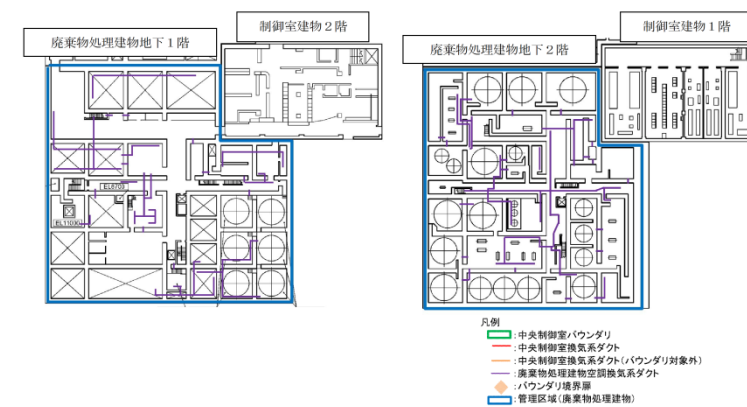 廃棄物処理建物地下1階
制御室建物2階
廃棄物処理建物地下2階
制御室建物1階
EL8700
凡例
:中央制御室バウンダリ
:中央制御室換気系ダクト
:中央制御室換気系ダクト(バウンダリ対象外)
:廃棄物処理建物空調換気系ダクト
:バウンダリ境界扉
:管理区域(廃棄物処理建物)